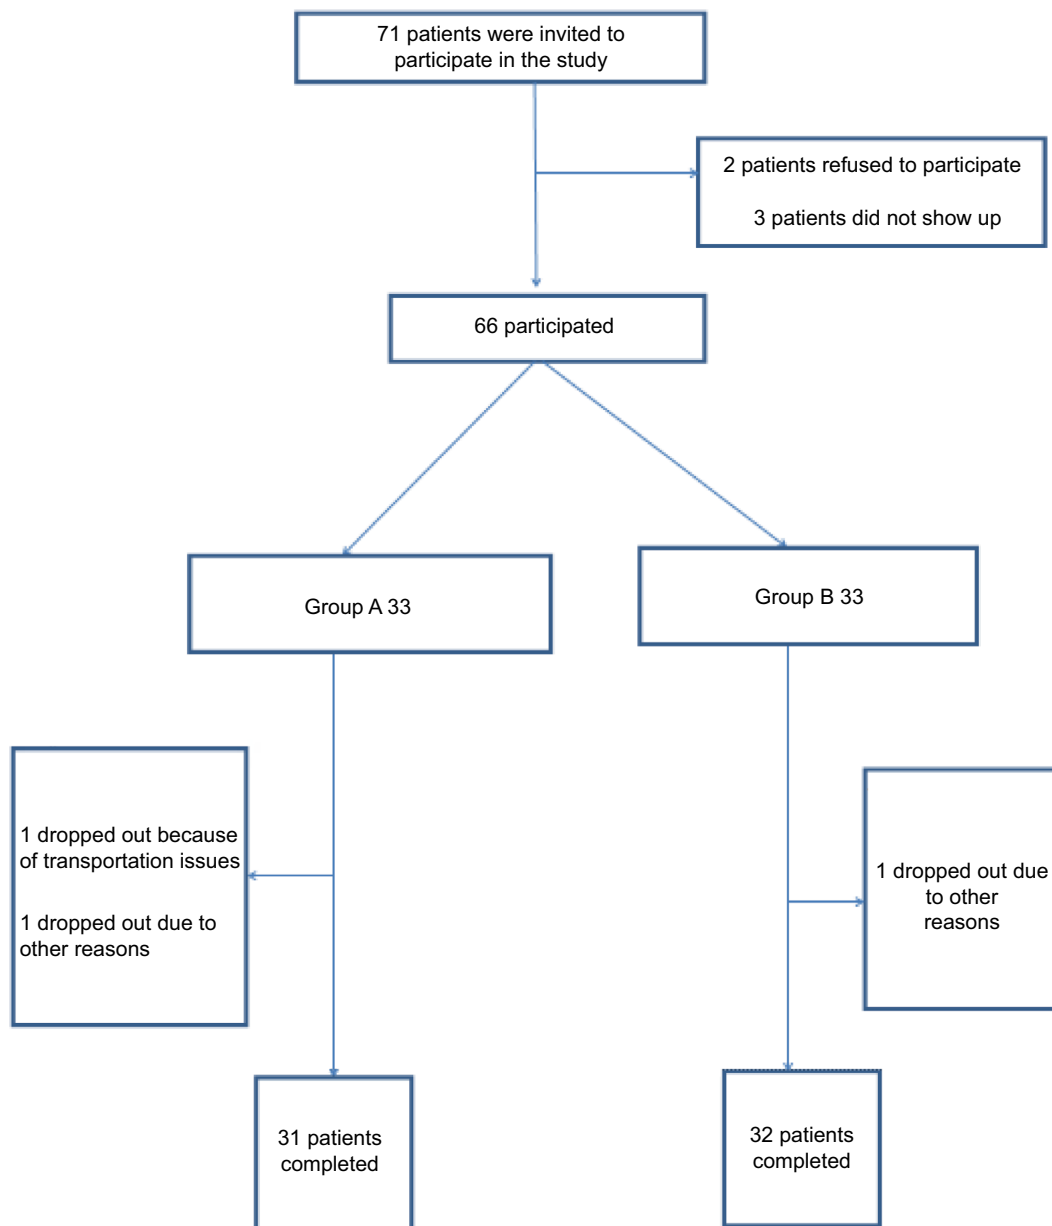 71 patients were invited to
participate in the study
2 patients refused to participate
3 patients did not show up
66 participated
Group A 33
Group B 33
1 dropped out because
of transportation issues
1 dropped out due to
other reasons
1 dropped out due
to other
reasons
31 patients
completed
32 patients
completed